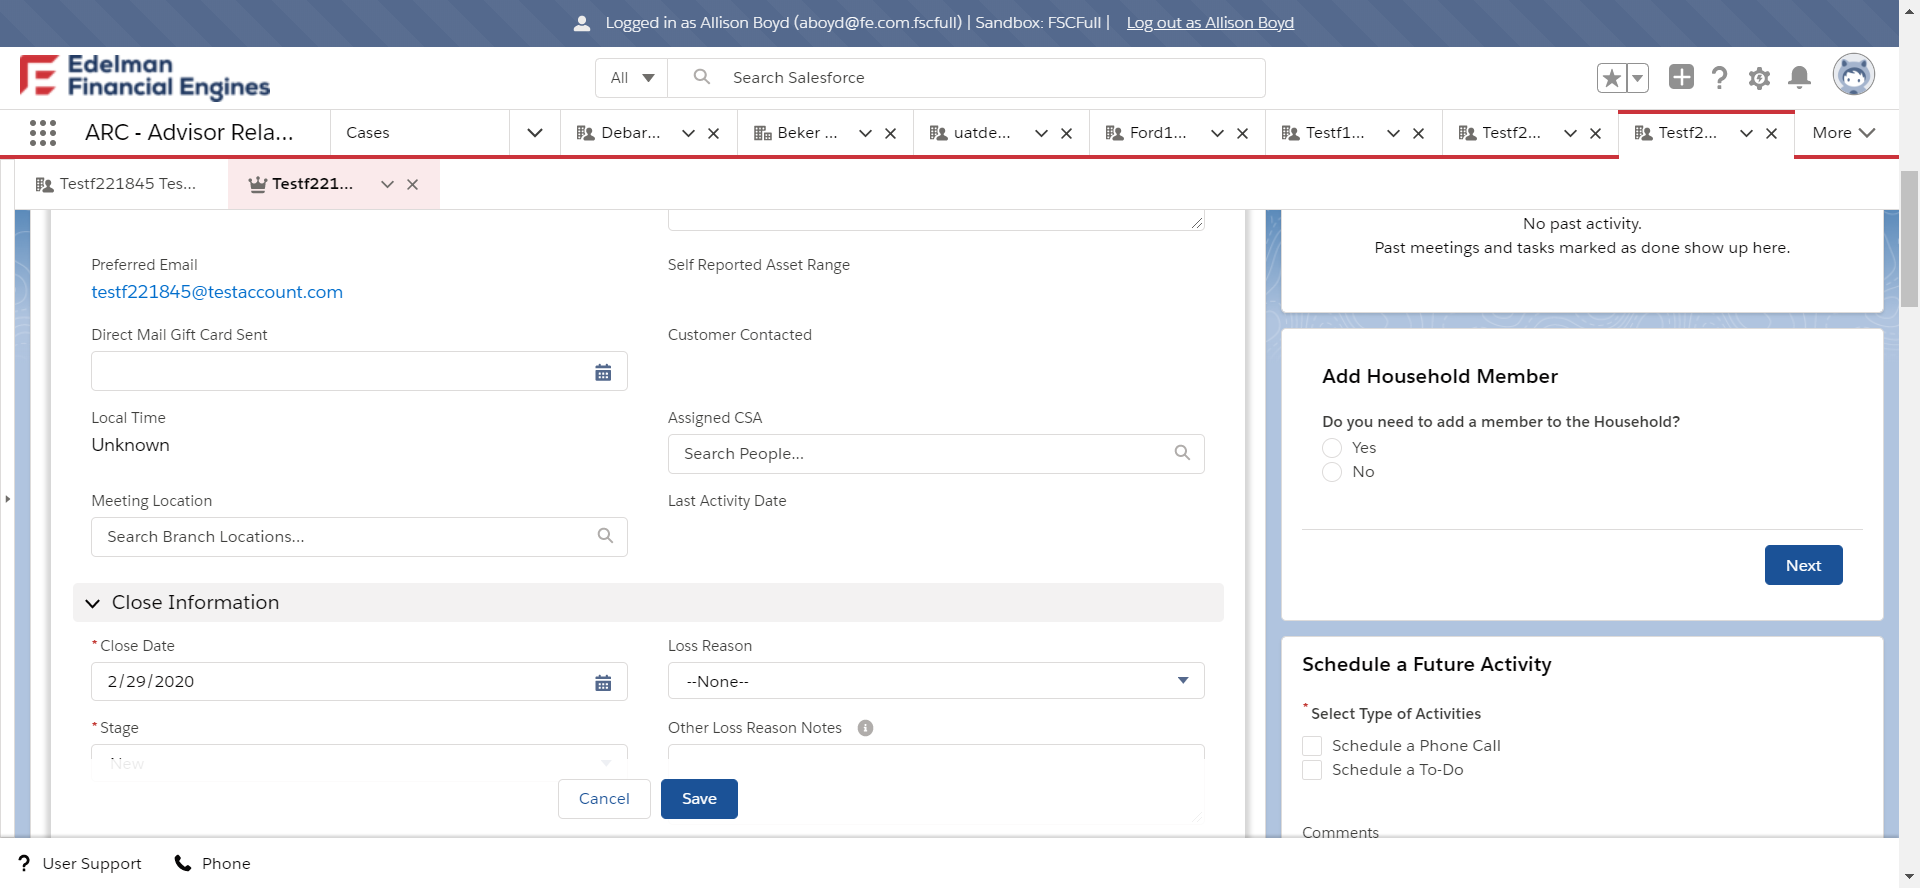 Logged in as Allison Boyd (aboyd@fe.com.fscfull) | Sandbox: FSCFull | Log out as Allison Boyd
Edelman
Financial Engines
All
Search Salesforce
ARC - Advisor Rela...
Cases
Debar...
Beker ...
uatde...
Ford1...
Testf1...
Testf2...
Testf2...
More
Testf221845 Tes...
Testf221...
No past activity.
Past meetings and tasks marked as done show up here.
Preferred Email
testf221845@testaccount.com
Self Reported Asset Range
Direct Mail Gift Card Sent
Customer Contacted
Local Time
Unknown
Assigned CSA
Search People...
Meeting Location
Search Branch Locations...
Last Activity Date
Close Information
* Close Date
2/29/2020
Loss Reason
--None--
* Stage
New
Other Loss Reason Notes
Cancel
Save
Add Household Member
Do you need to add a member to the Household?
Yes
No
Next
Schedule a Future Activity
* Select Type of Activities
Schedule a Phone Call
Schedule a To-Do
Comments
User Support
Phone